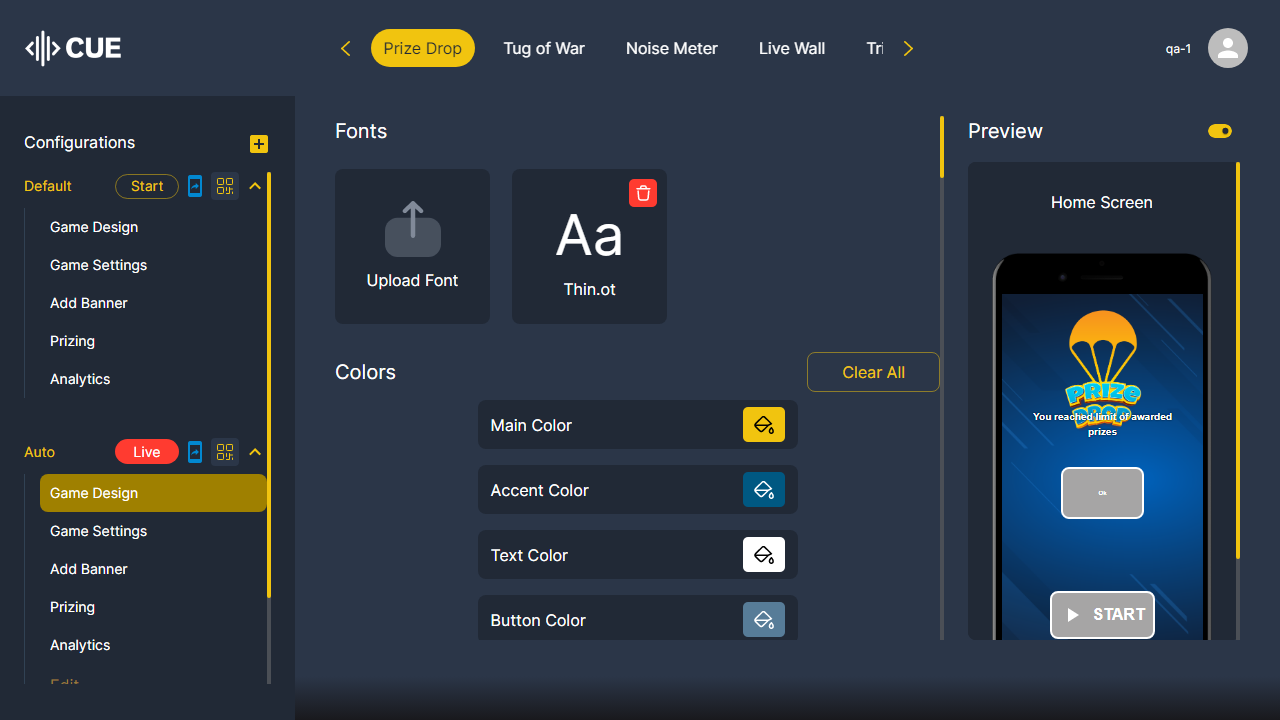 CUE
Prize Drop
Tug of War
Noise Meter
Live Wall
Tri
qa-1
Configurations
Default
Start
Game Design
Game Settings
Add Banner
Prizing
Analytics
Auto
Live
Game Design
Game Settings
Add Banner
Prizing
Analytics
Edit
Fonts
Upload Font
Aa
Thin.ot
Colors
Clear All
Main Color
Accent Color
Text Color
Button Color
Preview
Home Screen
PRIZE
DROP
You reached limit of awarded
prizes
Ok
START